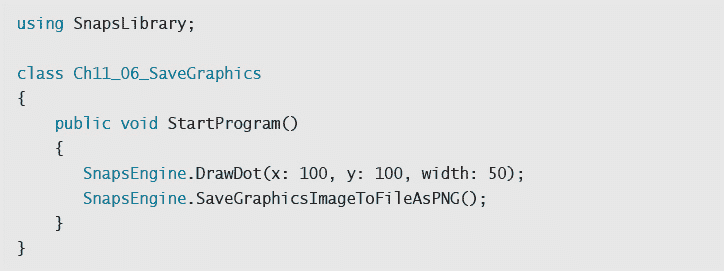 using SnapsLibrary;
class Ch11_06_SaveGraphics
{
    public void StartProgram()
    {
        SnapsEngine.DrawDot(x: 100, y: 100, width: 50);
        SnapsEngine.SaveGraphicsImageToFileAsPNG();
    }
}